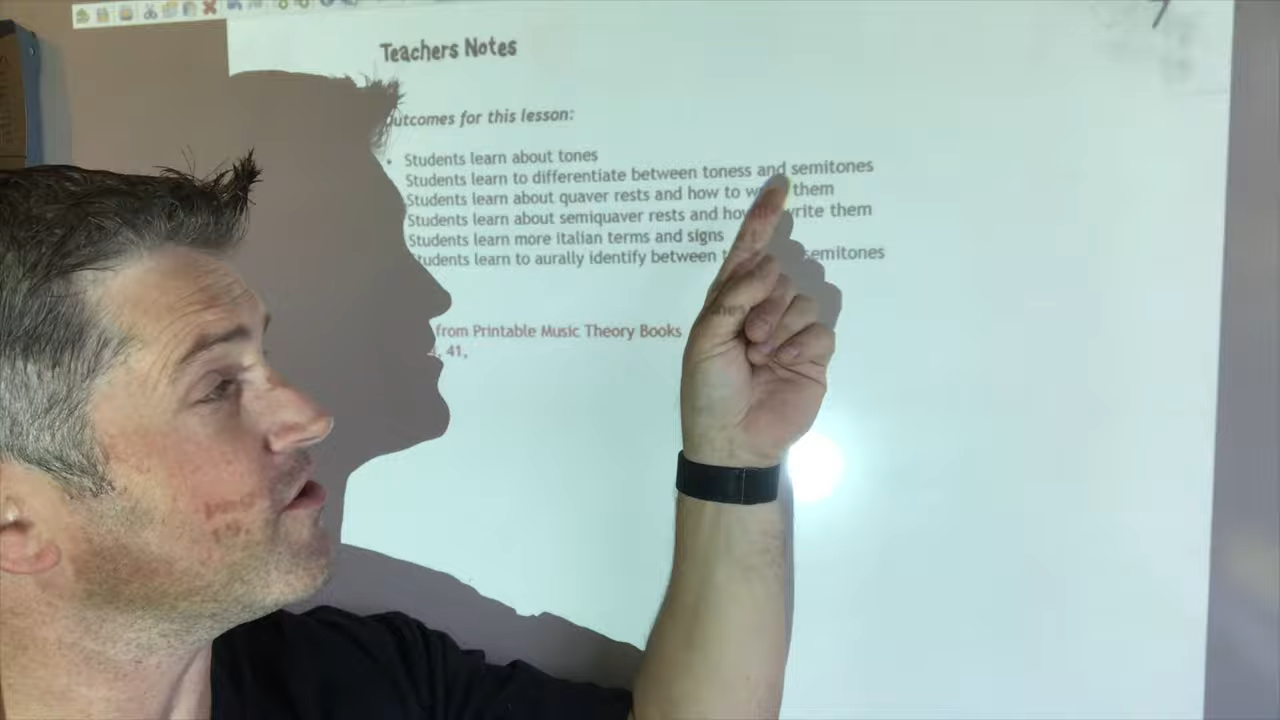 Teachers Notes
utcomes for this lesson:
• Students learn about tones
Students learn to differentiate between toness and semitones
Students learn about quaver rests and how to them
Students learn about semiquaver rests and how write them
Students learn more Italian terms and signs
Students learn to aurally identify between semitones
from Printable Music Theory Books
41,